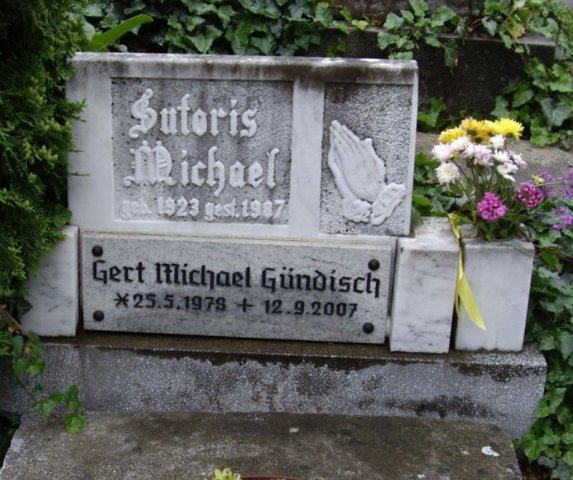 Sutoris
Michael
geb. 1923 gest. 1987
Gert Michael Gündisch
*25.5.1978 + 12.9.2007